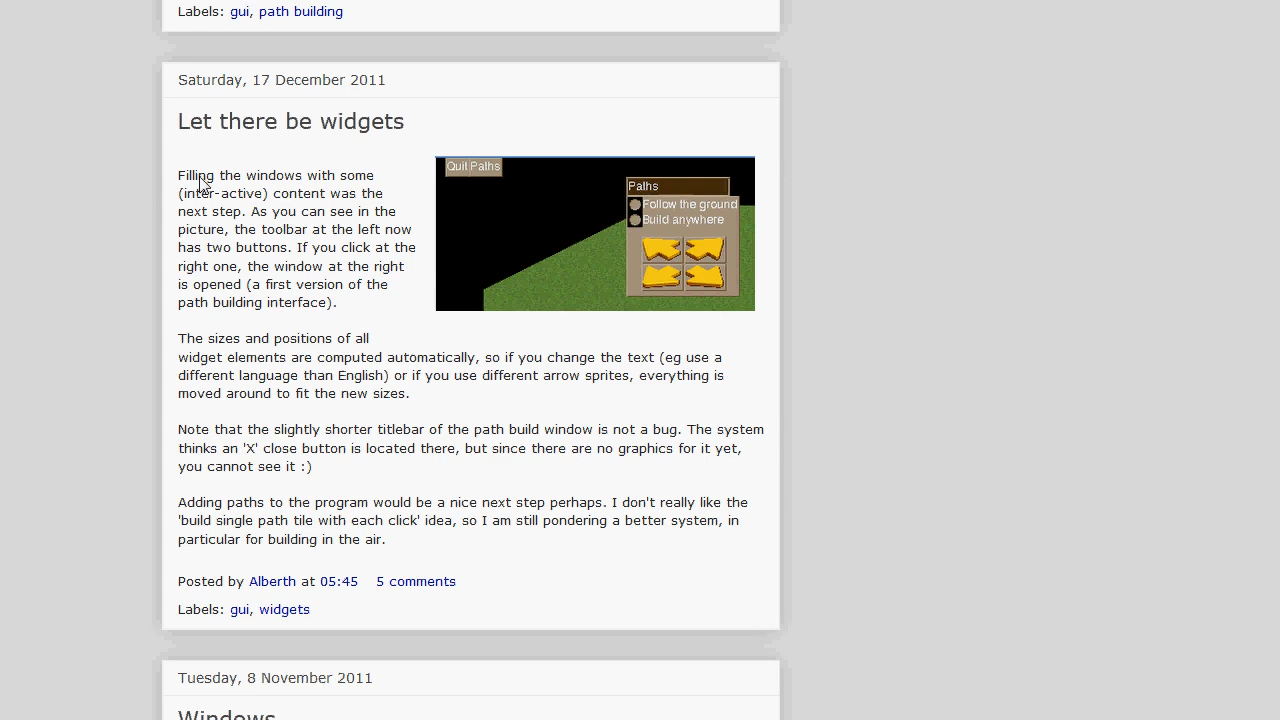 Labels: gui, path building
Saturday, 17 December 2011
Let there be widgets
Filling the windows with some
(inter-active) content was the
next step. As you can see in the
picture, the toolbar at the left now
has two buttons. If you click at the
right one, the window at the right
is opened (a first version of the
path building interface).
Quit Paths
Paths
Follow the ground
Build anywhere
The sizes and positions of all
widget elements are computed automatically, so if you change the text (eg use a
different language than English) or if you use different arrow sprites, everything is
moved around to fit the new sizes.
Note that the slightly shorter titlebar of the path build window is not a bug. The system
thinks an 'X' close button is located there, but since there are no graphics for it yet,
you cannot see it :)
Adding paths to the program would be a nice next step perhaps. I don't really like the
'build single path tile with each click' idea, so I am still pondering a better system, in
particular for building in the air.
Posted by Alberth at 05:45 5 comments
Labels: gui, widgets
Tuesday, 8 November 2011
Windows